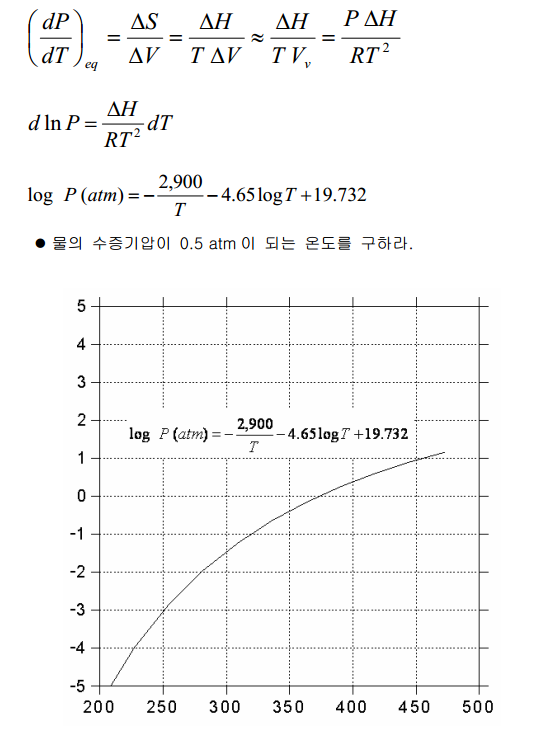 (dP/dT)eq = ΔS/ΔV = ΔH/(T ΔV) ≈ ΔH/(T Vv) = P ΔH/(RT²)
d ln P = ΔH/(RT²) dT
log P (atm) = − 2,900/T − 4.65 log T + 19.732
● 물의 수증기압이 0.5 atm 이 되는 온도를 구하라.
5
4
3
2
log P (atm) = − 2,900/T − 4.65 log T + 19.732
1
0
-1
-2
-3
-4
-5
200 250 300 350 400 450 500